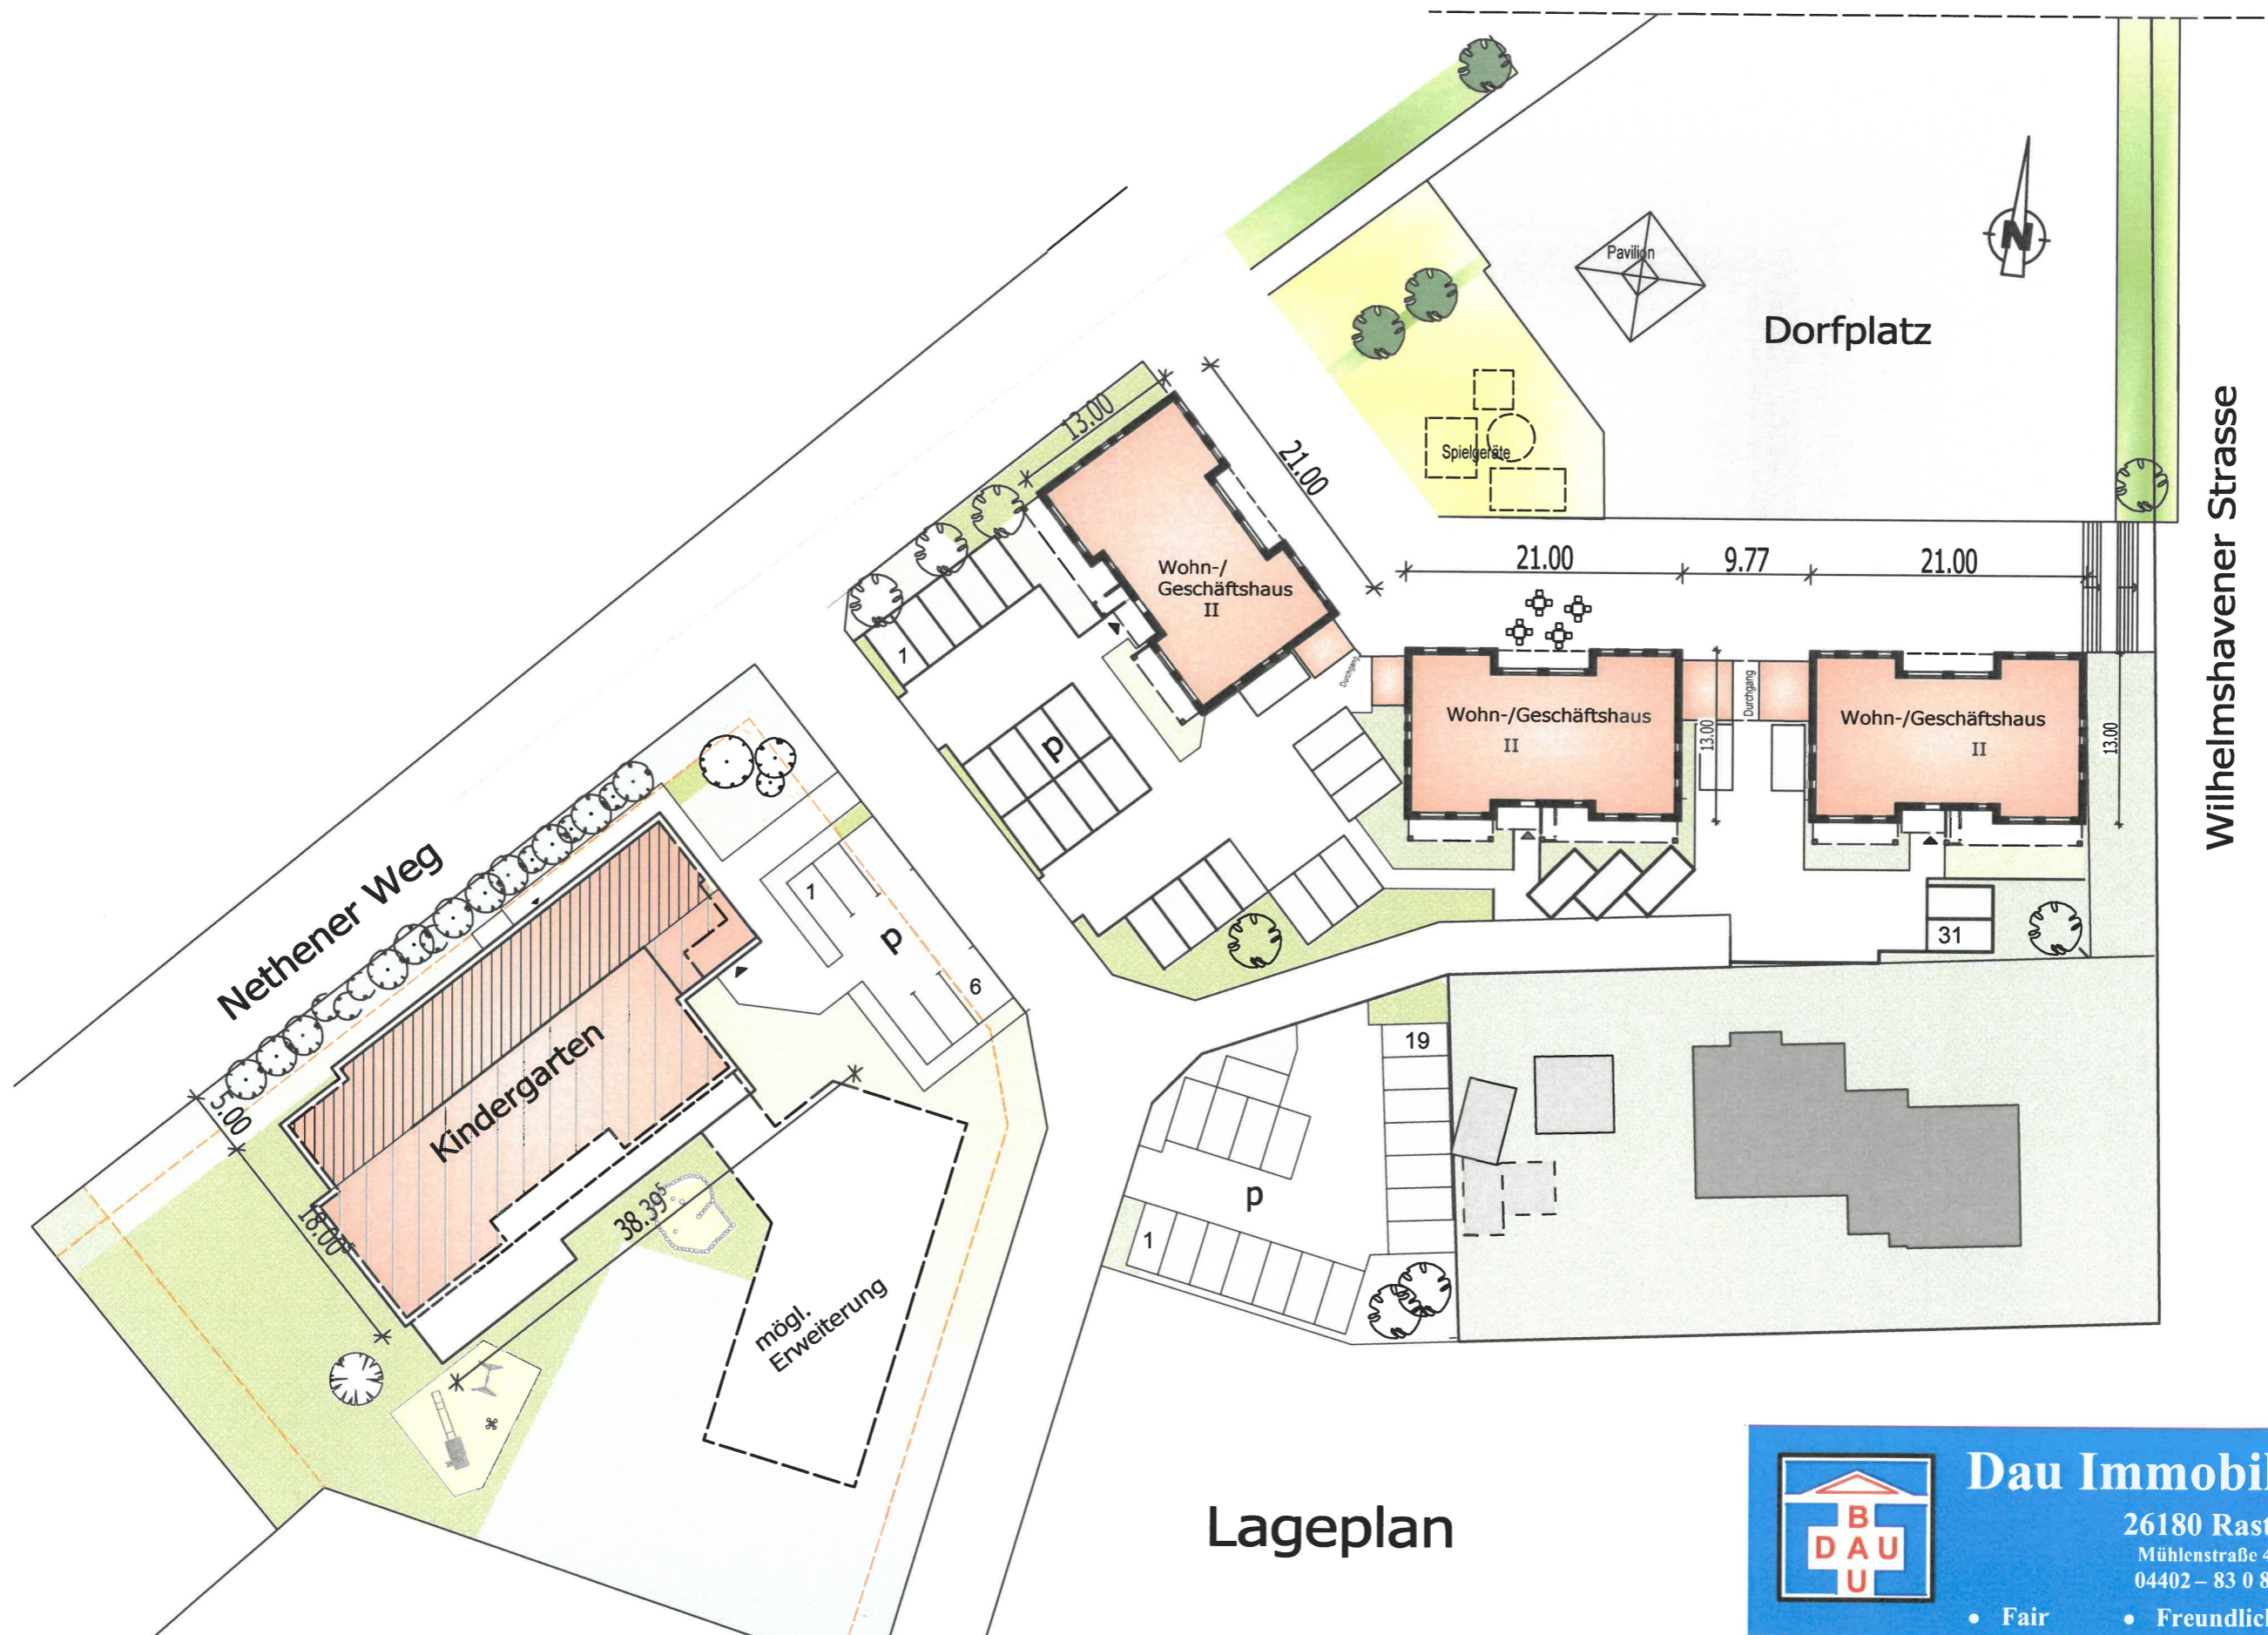 Pavilion
N
Dorfplatz
Wilhelmshavener Strasse
Spielgeräte
13.00
21.00
21.00
9.77
21.00
Wohn-/
Geschäftshaus
II
1
p
Durchgang
Wohn-/Geschäftshaus
II
13.00
Durchgang
Wohn-/Geschäftshaus
II
13.00
31
Nethener Weg
1
p
6
Kindergarten
5.00
18.00⁵
38.39⁵
mögl.
Erweiterung
19
p
1
Lageplan
B
DAU
U
Dau Immobil
26180 Rast
Mühlenstraße 4
04402 – 83 0 8
• Fair • Freundlich